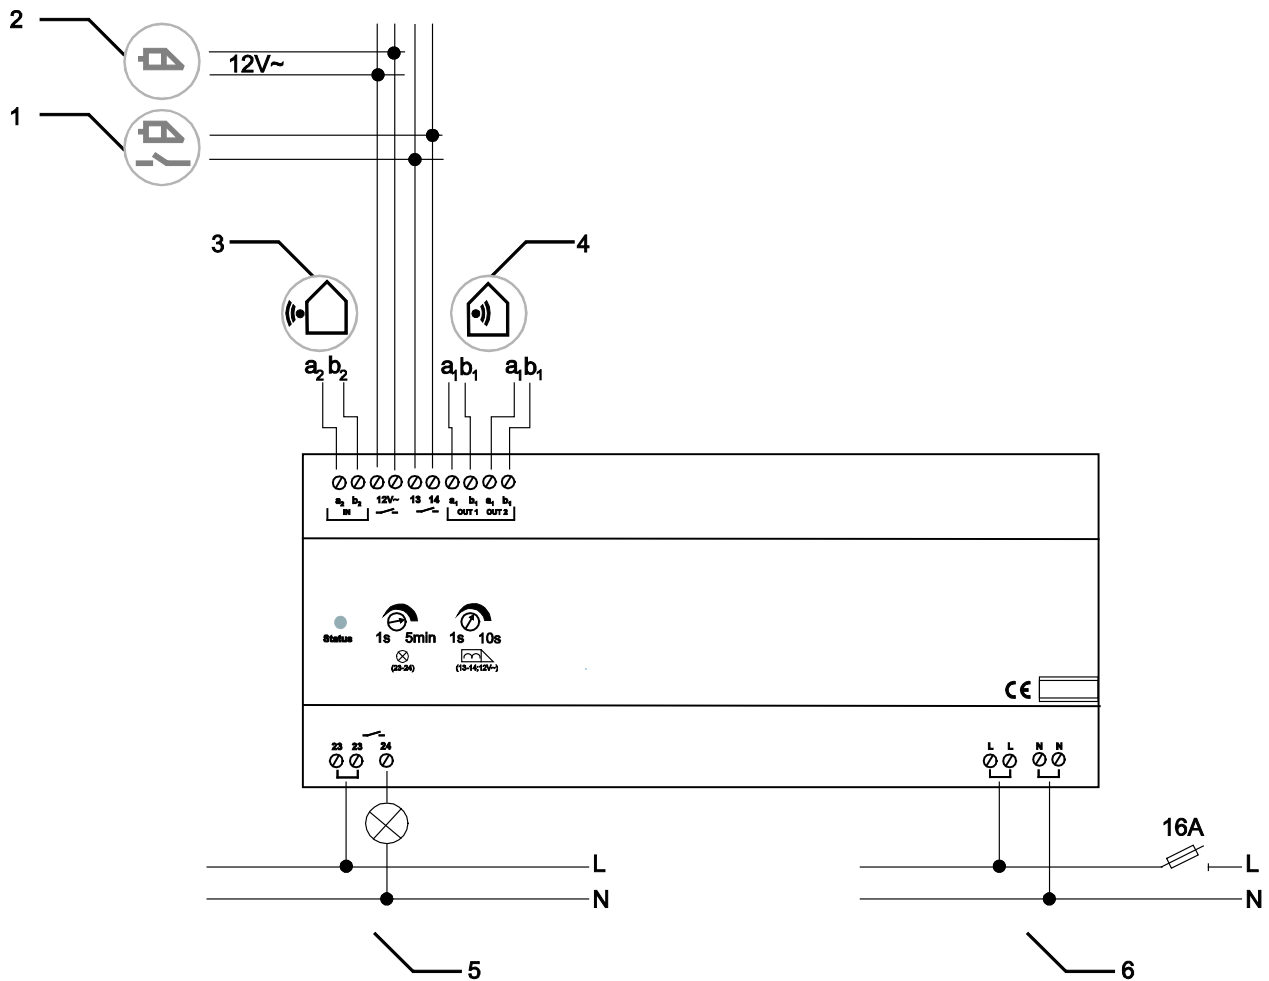 2
12V~
1
3
4
a2 b2
a1 b1
a1 b1
a2 b2 12V~ 13 14 a1 b1 a1 b1
IN OUT 1 OUT 2
Status
1s 5min
(23-24)
1s 10s
(13-14;12V~)
CE
23 23 24
L L N N
16A
L
N
L
N
5
6